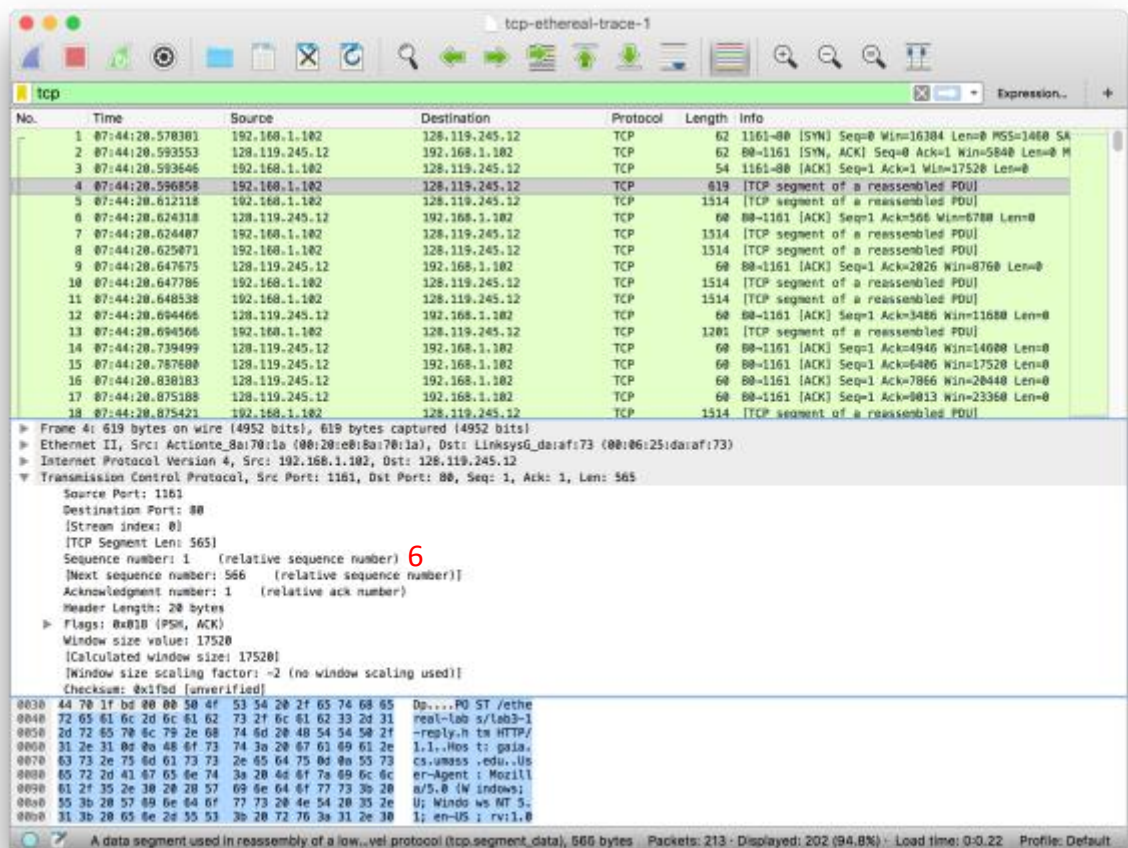 tcp-ethereal-trace-1
tcp Expression... +
No. Time Source Destination Protocol Length Info
1 07:44:20.570381 192.168.1.102 128.119.245.12 TCP 62 1161→80 [SYN] Seq=0 Win=16384 Len=0 MSS=1460 SA
2 07:44:20.593553 128.119.245.12 192.168.1.102 TCP 62 80→1161 [SYN, ACK] Seq=0 Ack=1 Win=5840 Len=0 M
3 07:44:20.593646 192.168.1.102 128.119.245.12 TCP 54 1161→80 [ACK] Seq=1 Ack=1 Win=17520 Len=0
4 07:44:20.596858 192.168.1.102 128.119.245.12 TCP 619 [TCP segment of a reassembled PDU]
5 07:44:20.612118 192.168.1.102 128.119.245.12 TCP 1514 [TCP segment of a reassembled PDU]
6 07:44:20.624318 128.119.245.12 192.168.1.102 TCP 60 80→1161 [ACK] Seq=1 Ack=566 Win=6780 Len=0
7 07:44:20.624407 192.168.1.102 128.119.245.12 TCP 1514 [TCP segment of a reassembled PDU]
8 07:44:20.625071 192.168.1.102 128.119.245.12 TCP 1514 [TCP segment of a reassembled PDU]
9 07:44:20.647675 128.119.245.12 192.168.1.102 TCP 60 80→1161 [ACK] Seq=1 Ack=2026 Win=8760 Len=0
10 07:44:20.647786 192.168.1.102 128.119.245.12 TCP 1514 [TCP segment of a reassembled PDU]
11 07:44:20.648538 192.168.1.102 128.119.245.12 TCP 1514 [TCP segment of a reassembled PDU]
12 07:44:20.694466 128.119.245.12 192.168.1.102 TCP 60 80→1161 [ACK] Seq=1 Ack=3486 Win=11680 Len=0
13 07:44:20.694566 192.168.1.102 128.119.245.12 TCP 1201 [TCP segment of a reassembled PDU]
14 07:44:20.739499 128.119.245.12 192.168.1.102 TCP 60 80→1161 [ACK] Seq=1 Ack=4946 Win=14600 Len=0
15 07:44:20.787680 128.119.245.12 192.168.1.102 TCP 60 80→1161 [ACK] Seq=1 Ack=6406 Win=17520 Len=0
16 07:44:20.838183 128.119.245.12 192.168.1.102 TCP 60 80→1161 [ACK] Seq=1 Ack=7866 Win=20440 Len=0
17 07:44:20.875188 128.119.245.12 192.168.1.102 TCP 60 80→1161 [ACK] Seq=1 Ack=9013 Win=23360 Len=0
18 07:44:20.875421 192.168.1.102 128.119.245.12 TCP 1514 [TCP segment of a reassembled PDU]
Frame 4: 619 bytes on wire (4952 bits), 619 bytes captured (4952 bits)
Ethernet II, Src: Actionte_8a:70:1a (00:20:e0:8a:70:1a), Dst: LinksysG_da:af:73 (00:06:25:da:af:73)
Internet Protocol Version 4, Src: 192.168.1.102, Dst: 128.119.245.12
Transmission Control Protocol, Src Port: 1161, Dst Port: 80, Seq: 1, Ack: 1, Len: 565
Source Port: 1161
Destination Port: 80
[Stream index: 0]
[TCP Segment Len: 565]
Sequence number: 1 (relative sequence number) 6
[Next sequence number: 566 (relative sequence number)]
Acknowledgment number: 1 (relative ack number)
Header Length: 20 bytes
Flags: 0x018 (PSH, ACK)
Window size value: 17520
[Calculated window size: 17520]
[Window size scaling factor: -2 (no window scaling used)]
Checksum: 0x1fbd [unverified]
0030 44 70 1f bd 00 00 50 4f 53 54 20 2f 65 74 68 65 Dp....PO ST /ethe
0040 72 65 61 6c 2d 6c 61 62 73 2f 6c 61 62 33 2d 31 real-lab s/lab3-1
0050 2d 72 65 70 6c 79 2e 68 74 6d 20 48 54 54 50 2f -reply.h tm HTTP/
0060 31 2e 31 0d 0a 48 6f 73 74 3a 20 67 61 69 61 2e 1.1..Hos t: gaia.
0070 63 73 2e 75 6d 61 73 73 2e 65 64 75 0d 0a 55 73 cs.umass .edu..Us
0080 65 72 2d 41 67 65 6e 74 3a 20 4d 6f 7a 69 6c 6c er-Agent : Mozill
0090 61 2f 35 2e 30 20 28 57 69 6e 64 6f 77 73 3b 20 a/5.0 (W indows;
00a0 55 3b 20 57 69 6e 64 6f 77 73 20 4e 54 20 35 2e U; Windo ws NT 5.
00b0 31 3b 20 65 6e 2d 55 53 3b 20 72 76 3a 31 2e 30 1; en-US ; rv:1.0
A data segment used in reassembly of a low...vel protocol (tcp.segment_data), 565 bytes Packets: 213 · Displayed: 202 (94.8%) · Load time: 0:0.22 Profile: Default